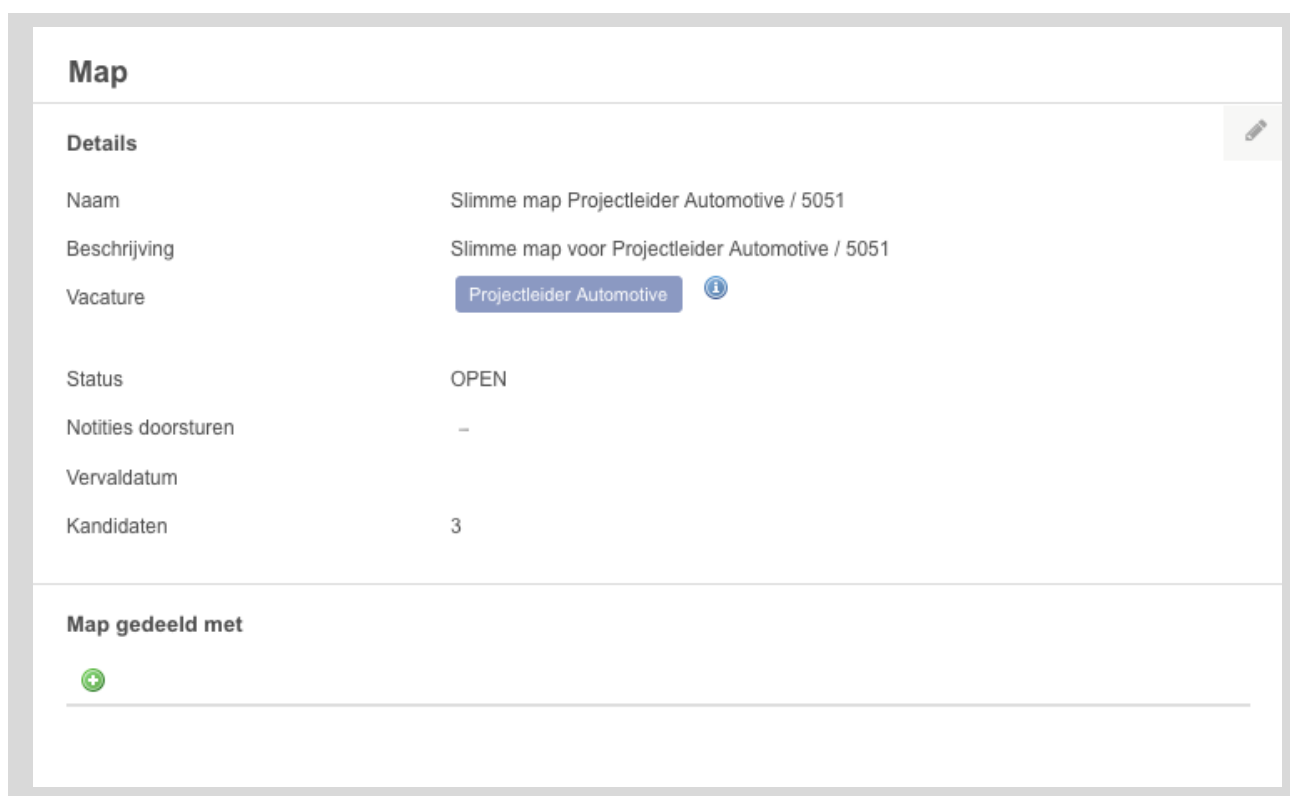 Map
Details
Naam Slimme map Projectleider Automotive / 5051
Beschrijving Slimme map voor Projectleider Automotive / 5051
Vacature Projectleider Automotive
Status OPEN
Notities doorsturen –
Vervaldatum
Kandidaten 3
Map gedeeld met